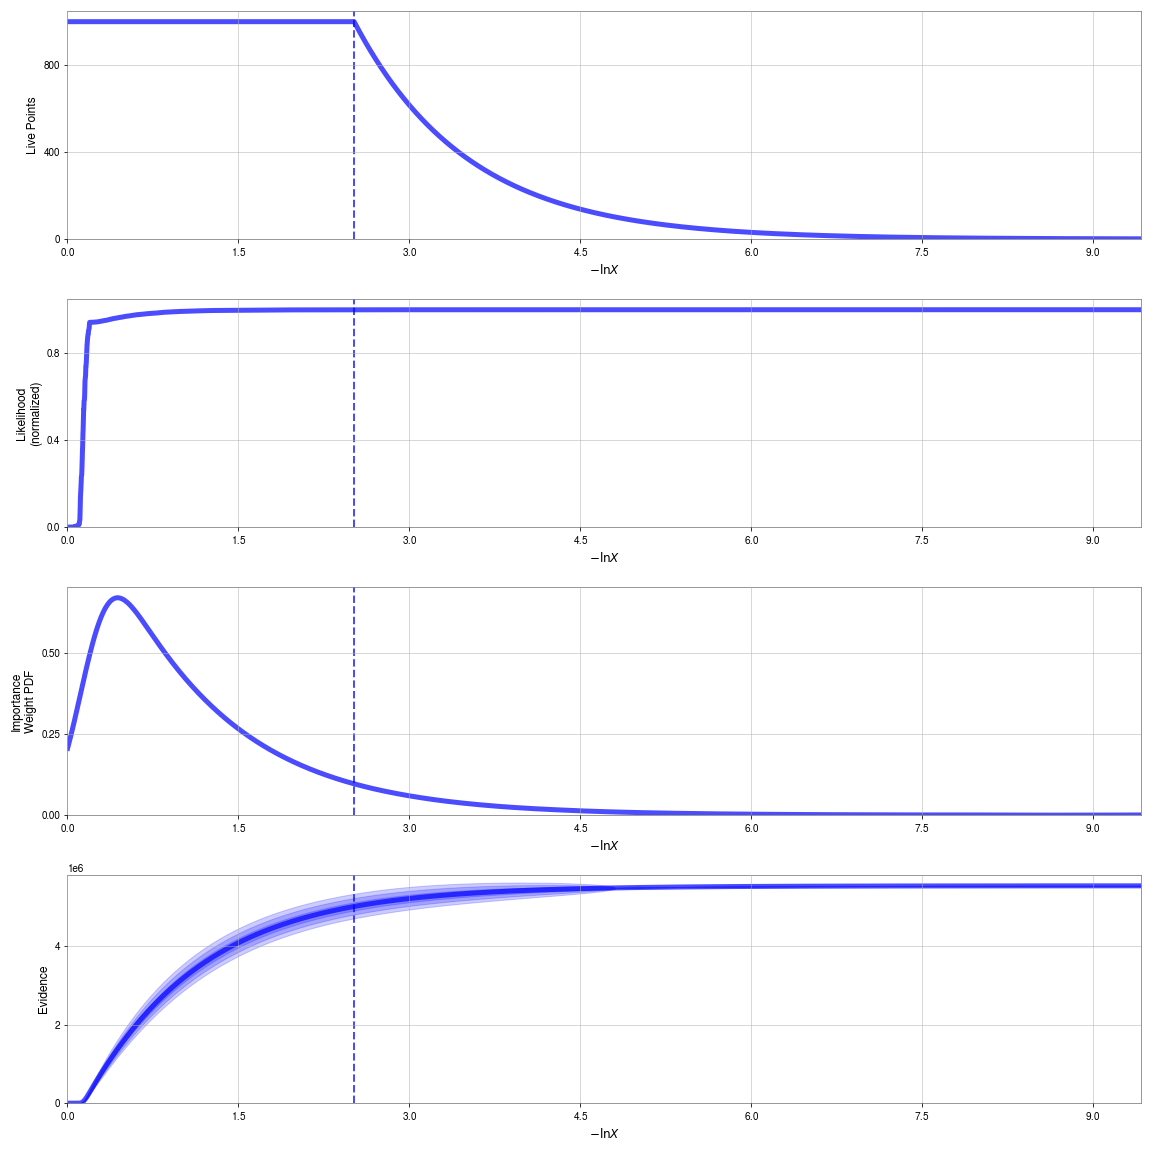 Live Points
800
400
0
0.0 1.5 3.0 4.5 6.0 7.5 9.0
−lnX
Likelihood
(normalized)
0.8
0.4
0.0
0.0 1.5 3.0 4.5 6.0 7.5 9.0
−lnX
Importance
Weight PDF
0.50
0.25
0.00
0.0 1.5 3.0 4.5 6.0 7.5 9.0
−lnX
1e6
Evidence
4
2
0
0.0 1.5 3.0 4.5 6.0 7.5 9.0
−lnX